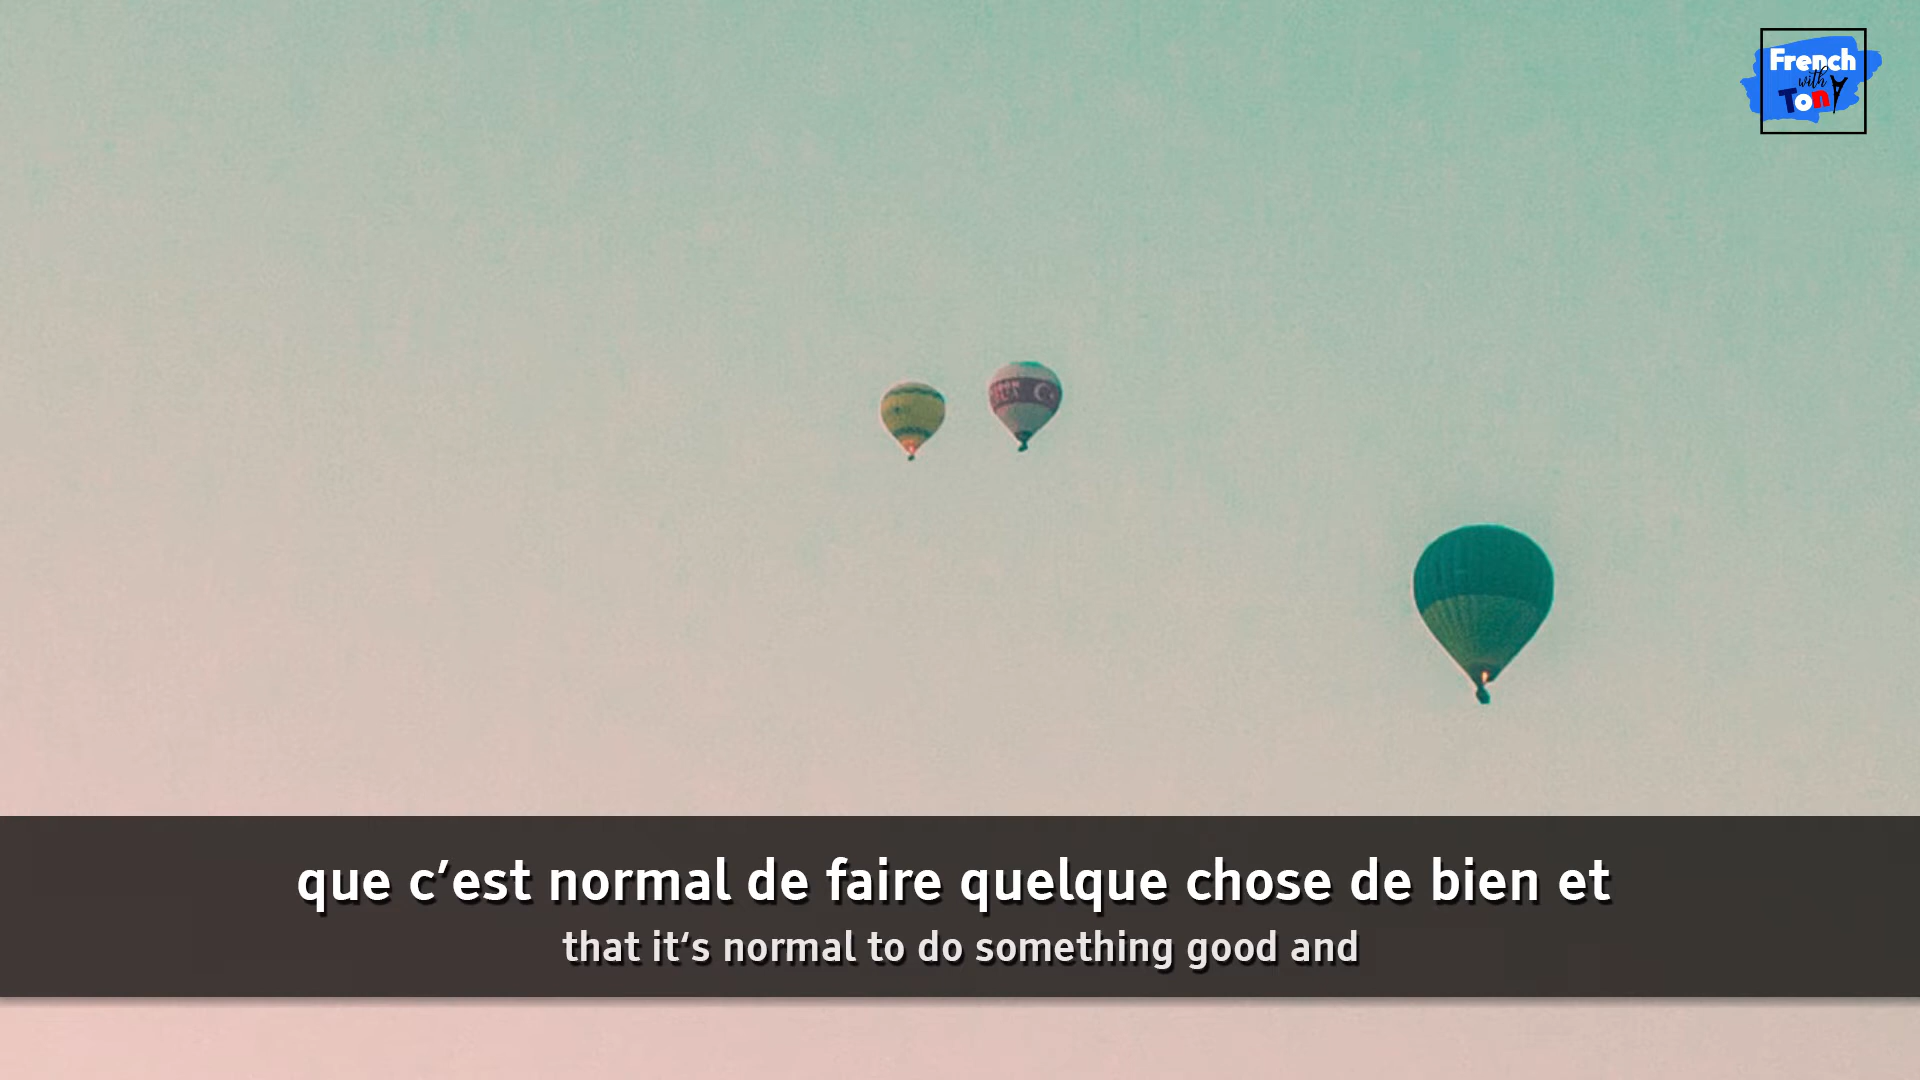 French
with
Tony
que c’est normal de faire quelque chose de bien et
that it‘s normal to do something good and